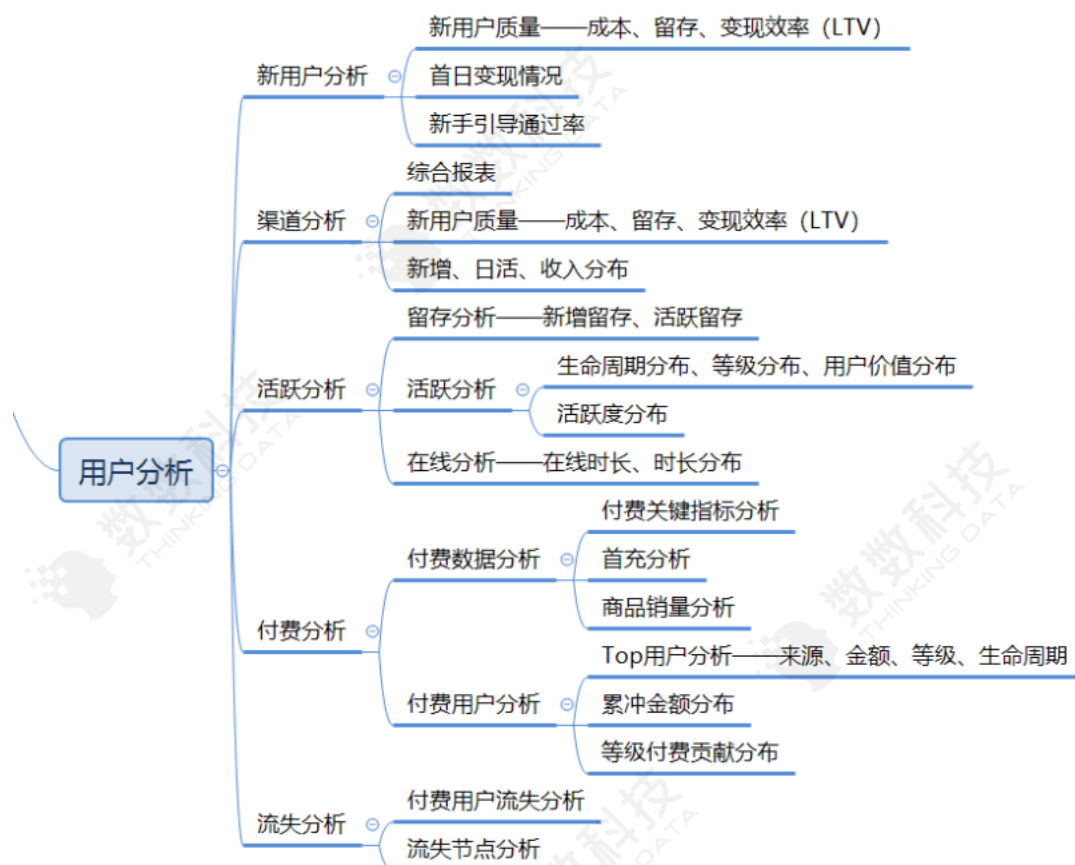 新用户质量——成本、留存、变现效率（LTV）
新用户分析
首日变现情况
新手引导通过率
综合报表
渠道分析
新用户质量——成本、留存、变现效率（LTV）
新增、日活、收入分布
留存分析——新增留存、活跃留存
生命周期分布、等级分布、用户价值分布
活跃分析
活跃分析
活跃度分布
在线分析——在线时长、时长分布
用户分析
付费关键指标分析
付费数据分析
首充分析
商品销量分析
付费分析
Top用户分析——来源、金额、等级、生命周期
付费用户分析
累冲金额分布
等级付费贡献分布
付费用户流失分析
流失分析
流失节点分析
数数科技
THINKING DATA
数数科技
THINKING DATA
数数科技
THINKING DATA
数数科技
THINKING DATA